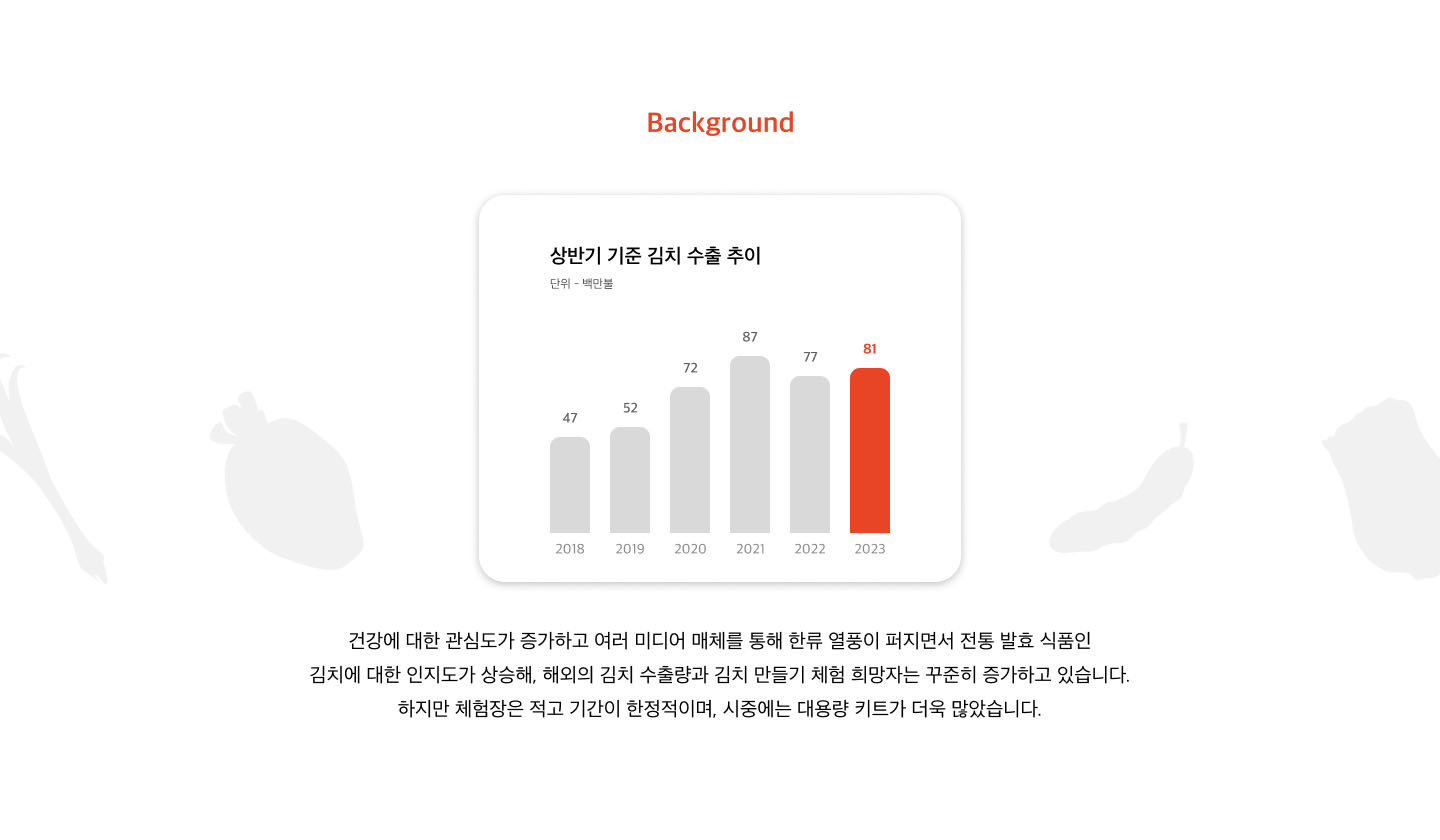 Background
상반기 기준 김치 수출 추이
단위 - 백만불
47
52
72
87
77
81
2018
2019
2020
2021
2022
2023
건강에 대한 관심도가 증가하고 여러 미디어 매체를 통해 한류 열풍이 퍼지면서 전통 발효 식품인
김치에 대한 인지도가 상승해, 해외의 김치 수출량과 김치 만들기 체험 희망자는 꾸준히 증가하고 있습니다.
하지만 체험장은 적고 기간이 한정적이며, 시중에는 대용량 키트가 더욱 많았습니다.